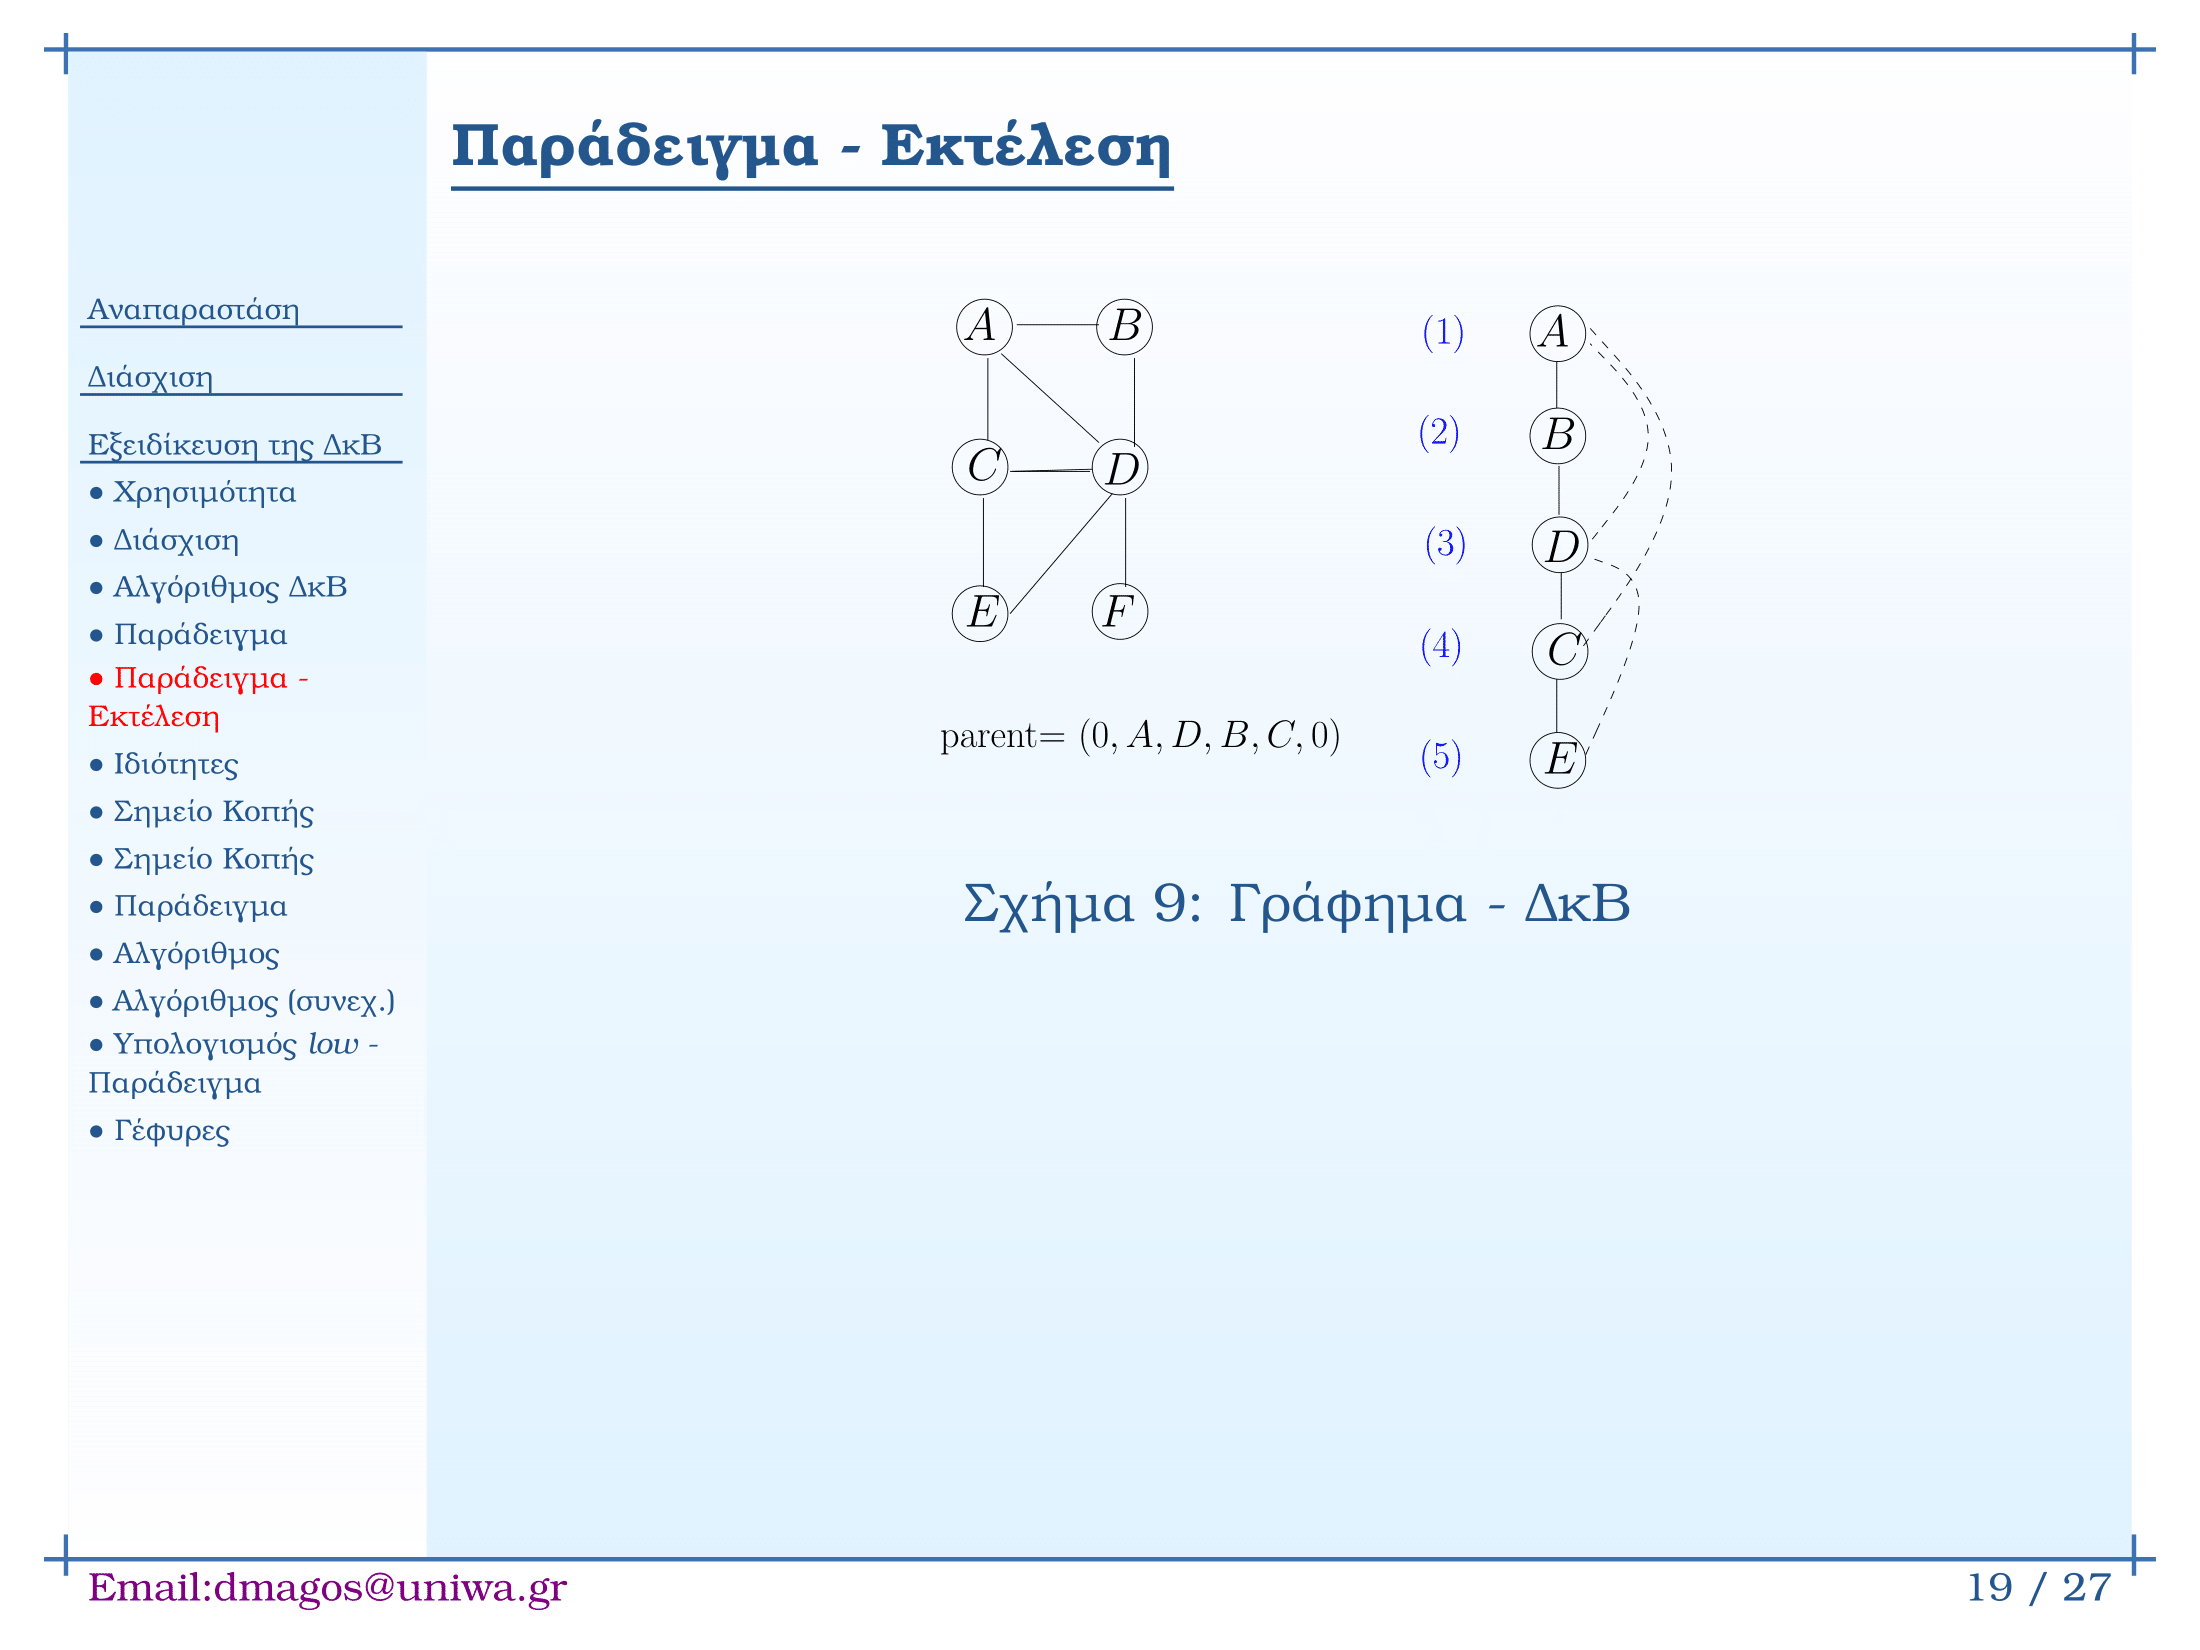 Παράδειγμα - Εκτέλεση
Αναπαραστάση
Διάσχιση
Εξειδίκευση της ΔκΒ
● Χρησιμότητα
● Διάσχιση
● Αλγόριθμος ΔκΒ
● Παράδειγμα
● Παράδειγμα -
Εκτέλεση
● Ιδιότητες
● Σημείο Κοπής
● Σημείο Κοπής
● Παράδειγμα
● Αλγόριθμος
● Αλγόριθμος (συνεχ.)
● Υπολογισμός low -
Παράδειγμα
● Γέφυρες
A B
C D
E F
parent= (0, A, D, B, C, 0)
(1) A
(2) B
(3) D
(4) C
(5) E
Σχήμα 9: Γράφημα - ΔκΒ
Email:dmagos@uniwa.gr
19 / 27